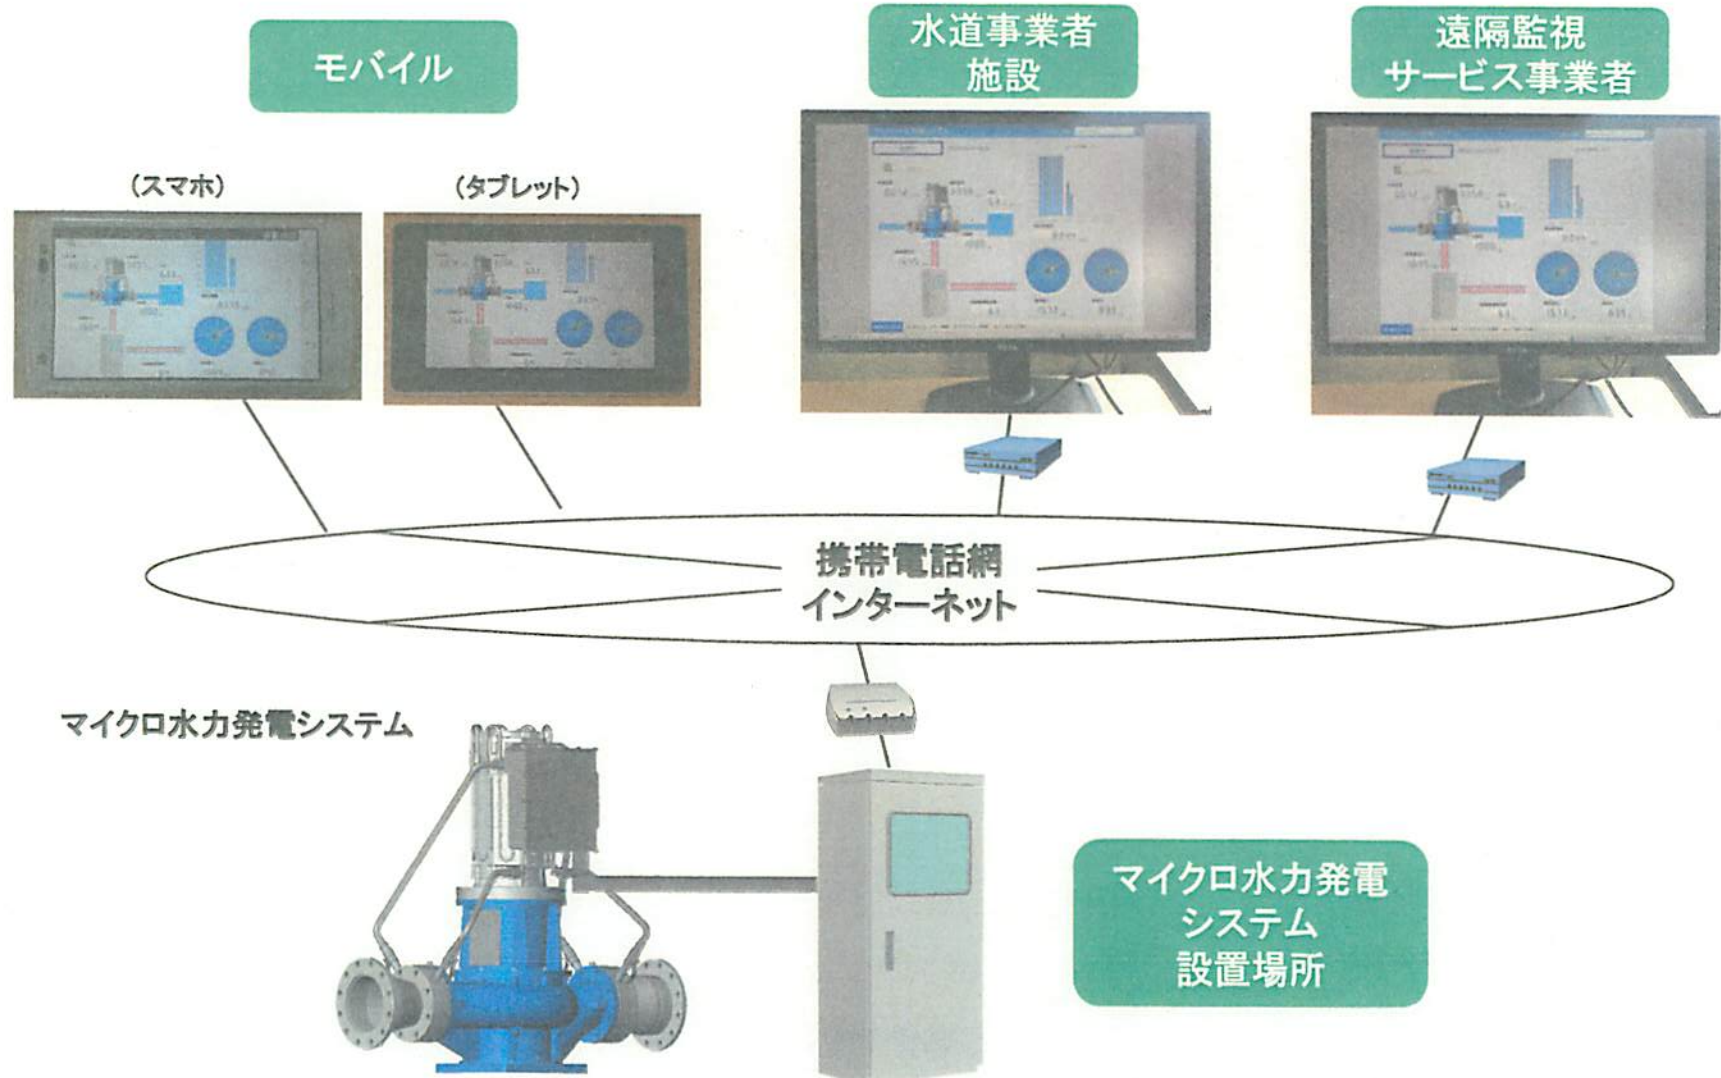 モバイル
水道事業者
施設
遠隔監視
サービス事業者
(スマホ)
(タブレット)
携帯電話網
インターネット
マイクロ水力発電システム
マイクロ水力発電
システム
設置場所